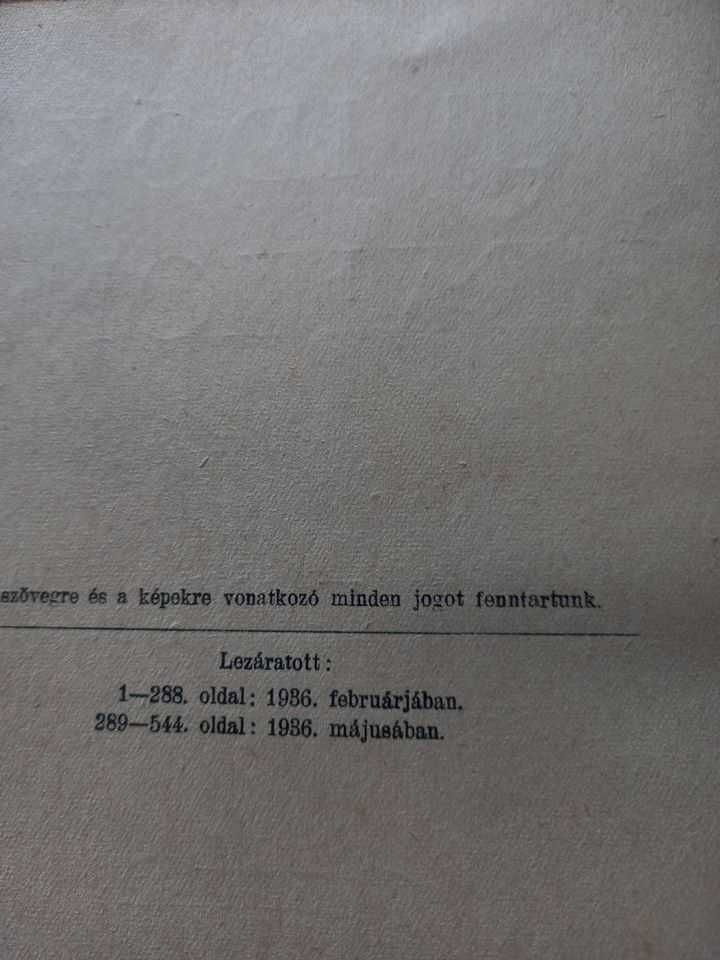 szövegre és a képekre vonatkozó minden jogot fenntartunk.
Lezáratott:
1—288. oldal: 1936. februárjában.
289—544. oldal: 1936. májusában.